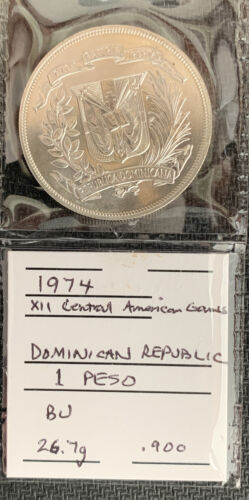 REPUBLICA DOMINICANA
1974
XII Central American Games
DOMINICAN REPUBLIC
1 PESO
BU
26.7g .900